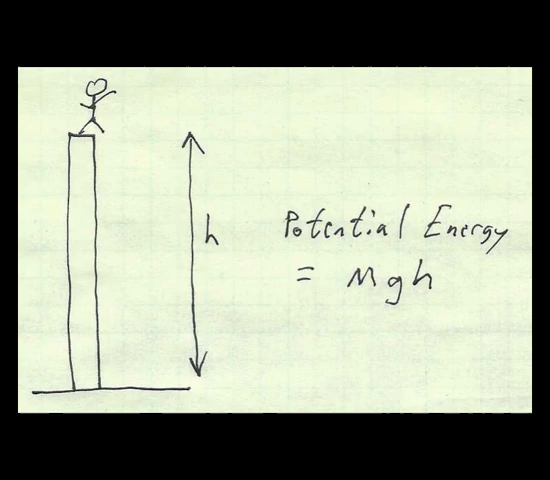 h
Potential Energy
= mgh